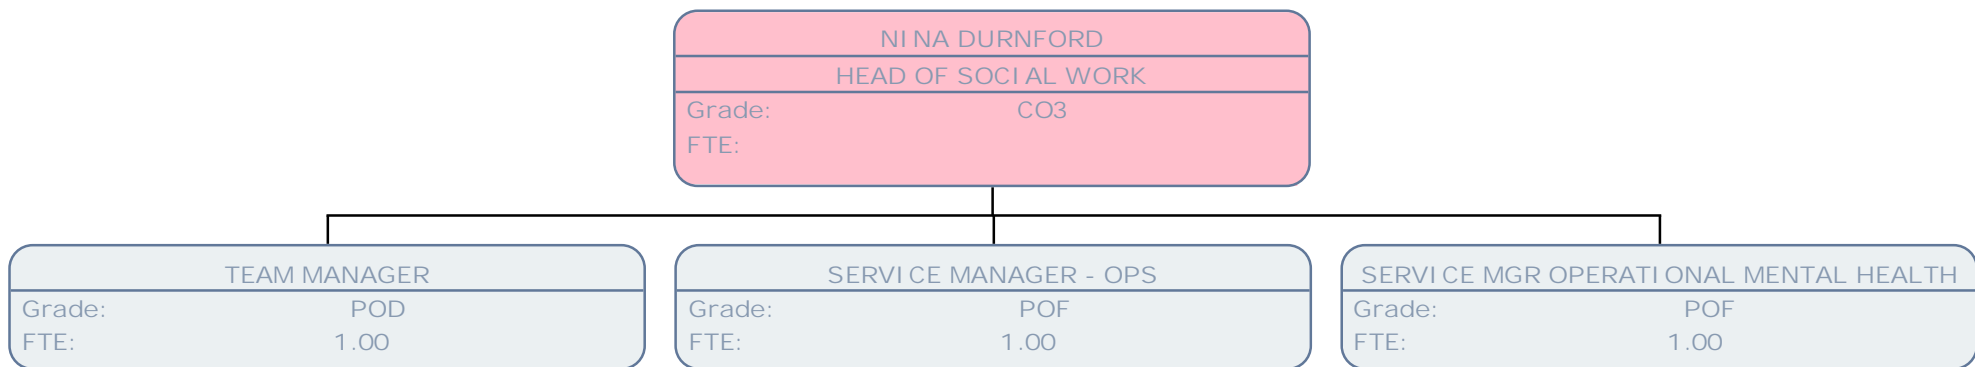 NINA DURNFORD
HEAD OF SOCIAL WORK
Grade: CO3
FTE:
TEAM MANAGER
Grade: POD
FTE: 1.00
SERVICE MANAGER - OPS
Grade: POF
FTE: 1.00
SERVICE MGR OPERATIONAL MENTAL HEALTH
Grade: POF
FTE: 1.00